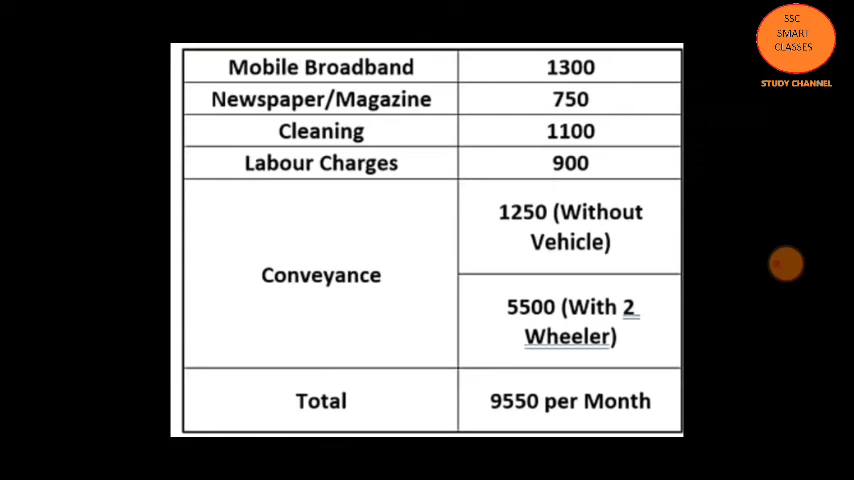 SSC
SMART
CLASSES
STUDY CHANNEL
Mobile Broadband 1300
Newspaper/Magazine 750
Cleaning 1100
Labour Charges 900
Conveyance
1250 (Without
Vehicle)
5500 (With 2
Wheeler)
Total 9550 per Month